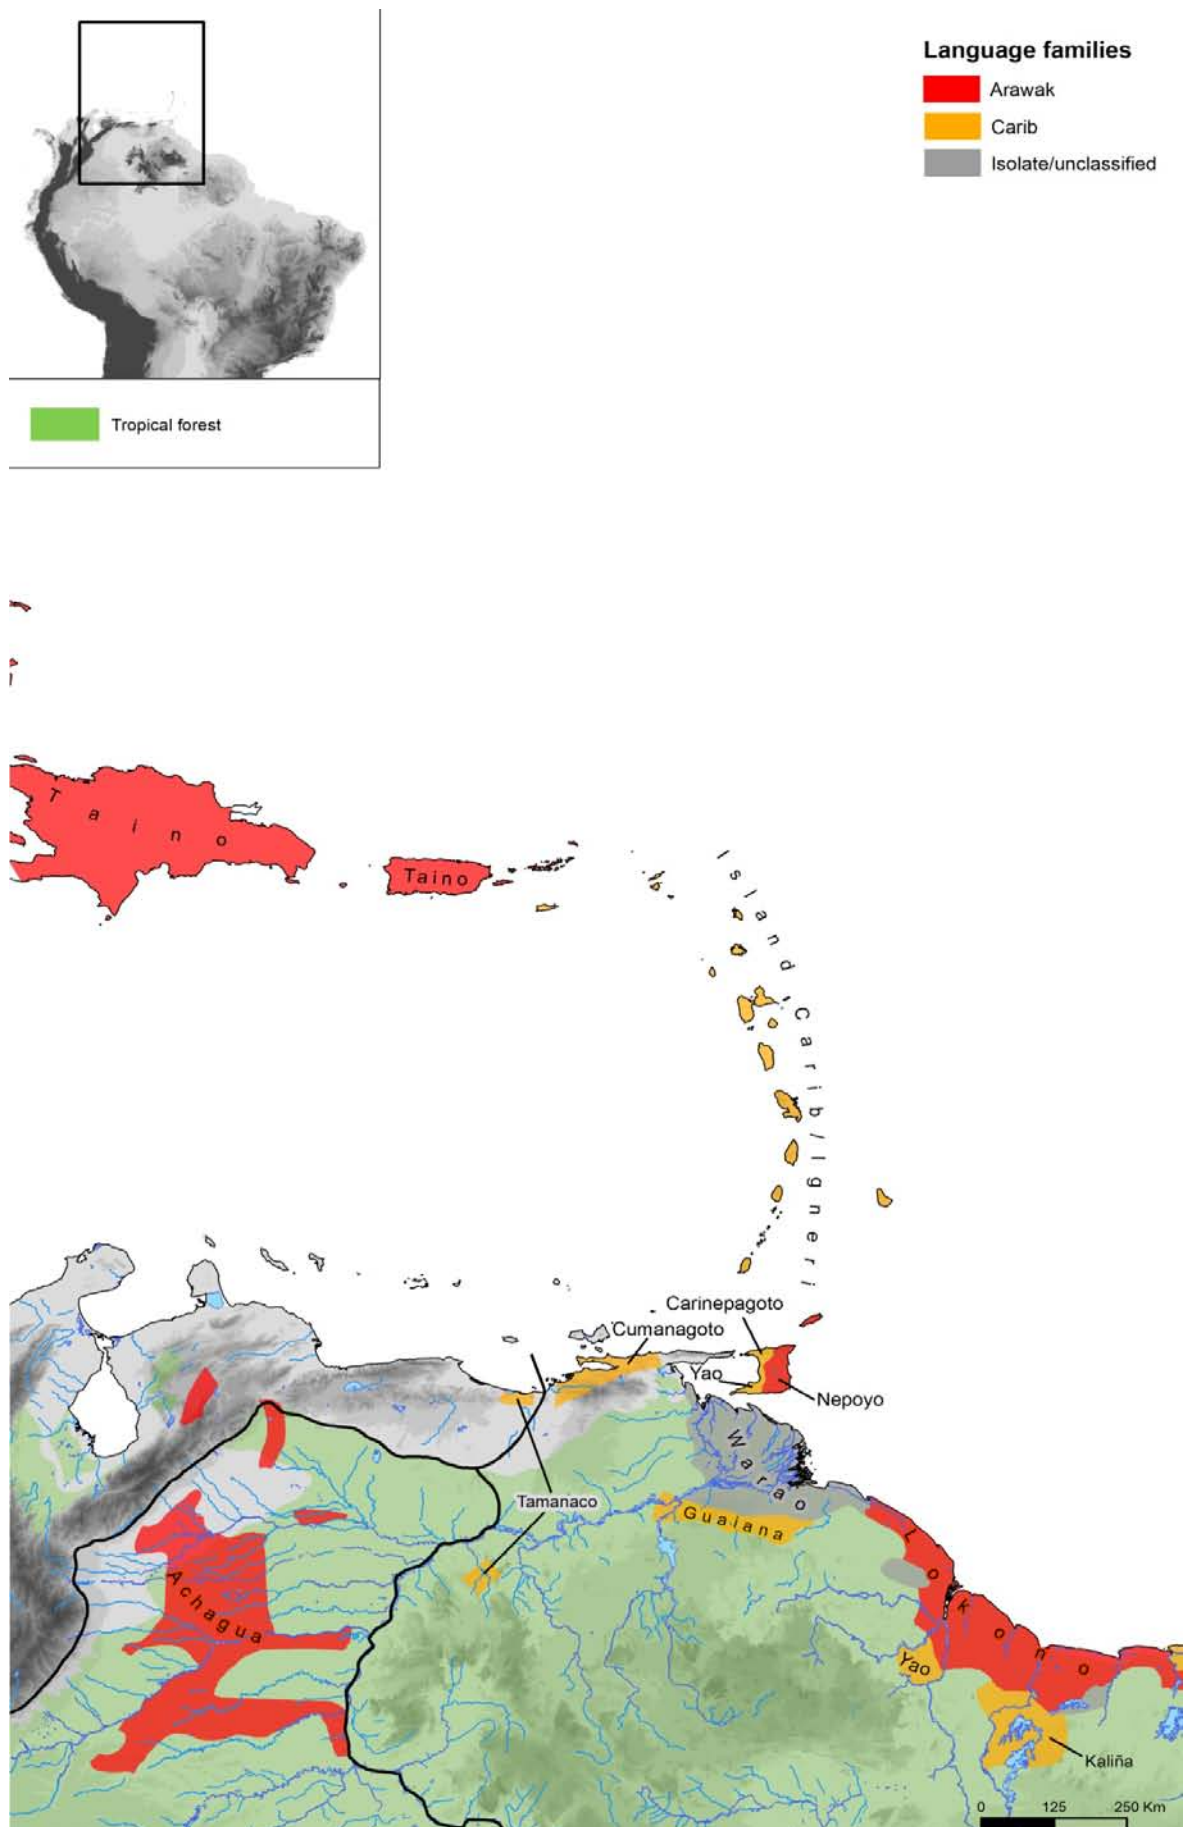 Language families
Arawak
Carib
Isolate/unclassified
Tropical forest
Taino
Taino
Island Carib/Igneri
Carinepagoto
Cumanagoto
Yao
Nepoyo
Warao
Tamanaco
Guaiana
Achagua
Lokono
Yao
Kaliña
0 125 250 Km